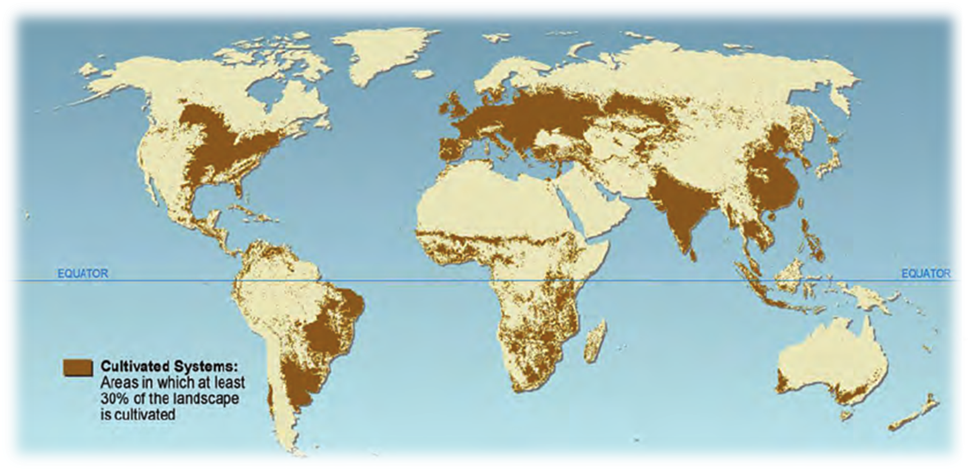 EQUATOR
EQUATOR
Cultivated Systems:
Areas in which at least
30% of the landscape
is cultivated